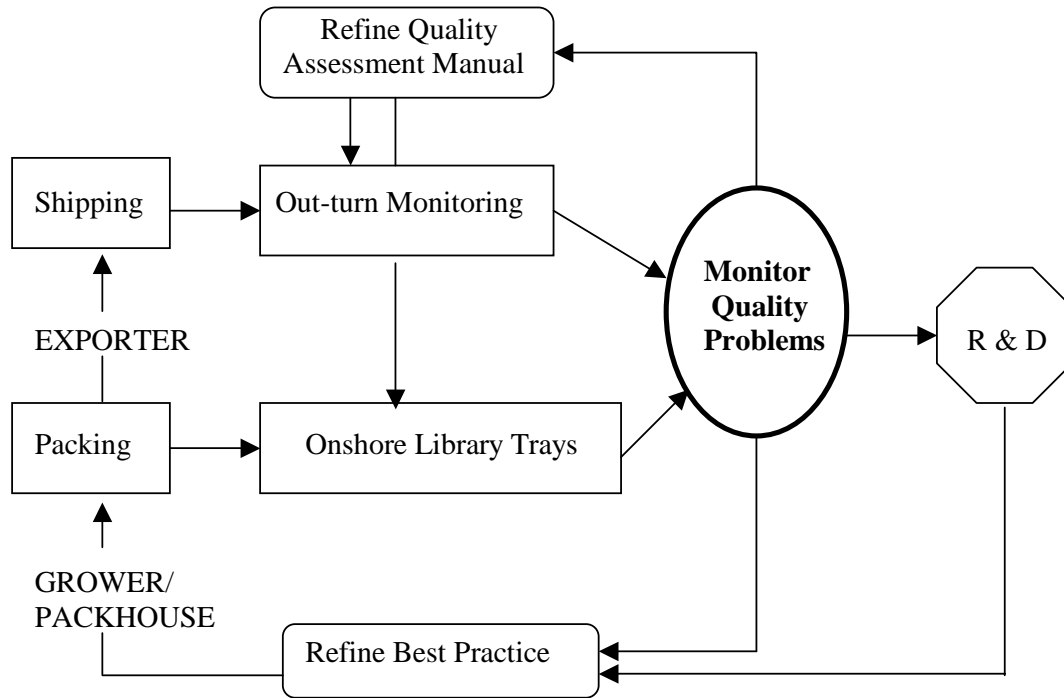 Refine Quality
Assessment Manual
Shipping
Out-turn Monitoring
Monitor
Quality
Problems
R & D
EXPORTER
Packing
Onshore Library Trays
GROWER/
PACKHOUSE
Refine Best Practice